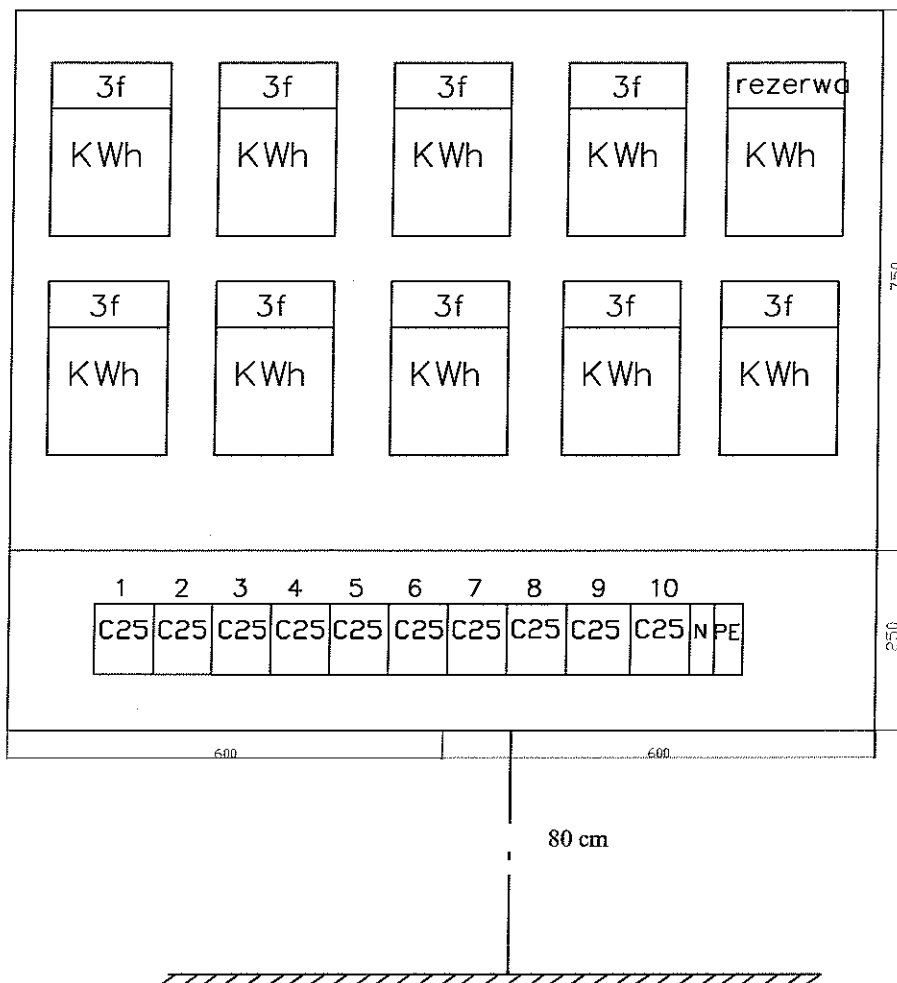 3f 3f 3f 3f rezerwa
KWh KWh KWh KWh KWh
750
3f 3f 3f 3f 3f
KWh KWh KWh KWh KWh
1 2 3 4 5 6 7 8 9 10
C25 C25 C25 C25 C25 C25 C25 C25 C25 C25 N PE
250
600 600
80 cm